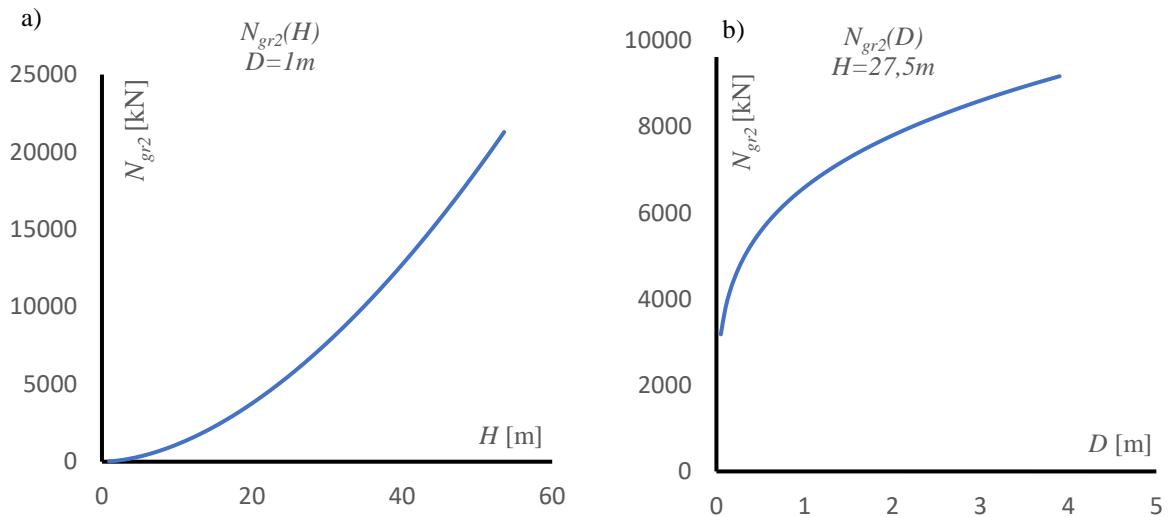 a)
N_gr2(H)
D=1m
N_gr2 [kN]
25000
20000
15000
10000
5000
0
H [m]
0 20 40 60
b)
N_gr2(D)
H=27,5m
N_gr2 [kN]
10000
8000
6000
4000
2000
0
D [m]
0 1 2 3 4 5